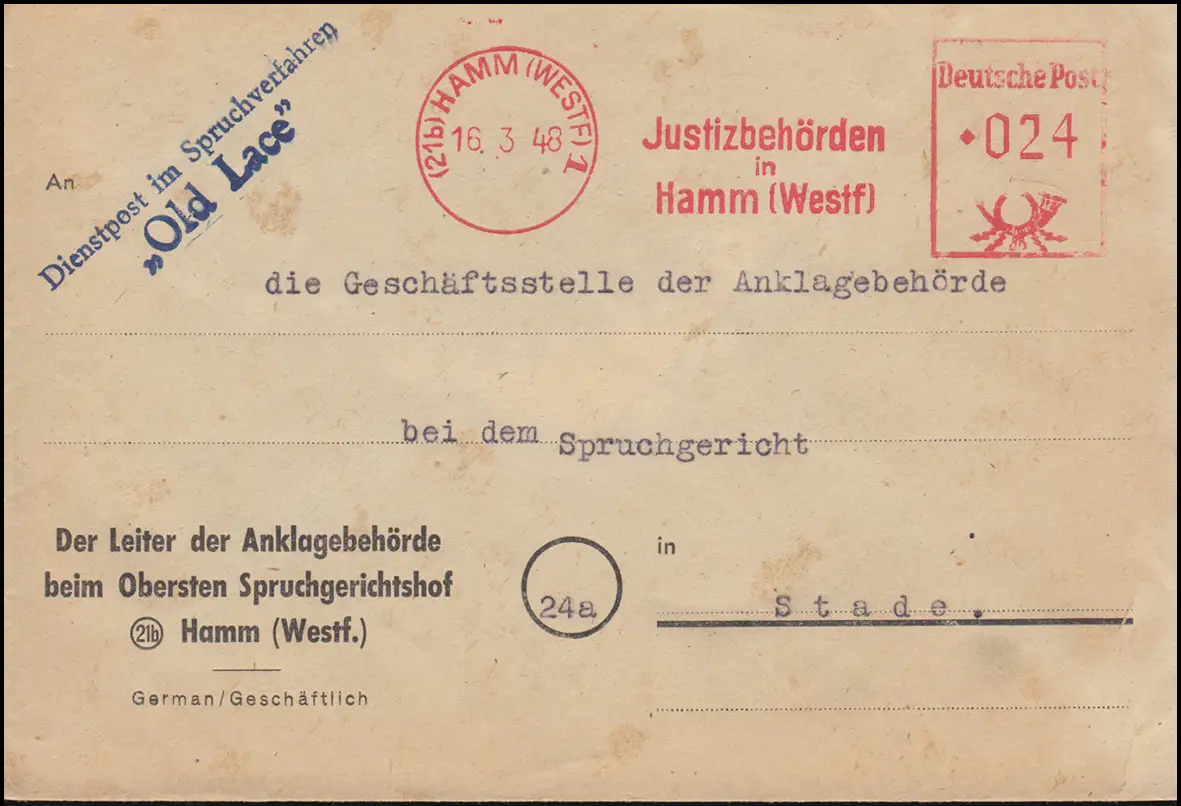 Dienstpost im Spruchverfahren
„Old Lace”
(21b) HAMM (WESTF) 1
16. 3 48
Justizbehörden
in
Hamm (Westf)
Deutsche Post
024
An
die Geschäftsstelle der Anklagebehörde
bei dem Spruchgericht
Der Leiter der Anklagebehörde
beim Obersten Spruchgerichtshof
21b Hamm (Westf.)
German/Geschäftlich
24a
in
Stade.